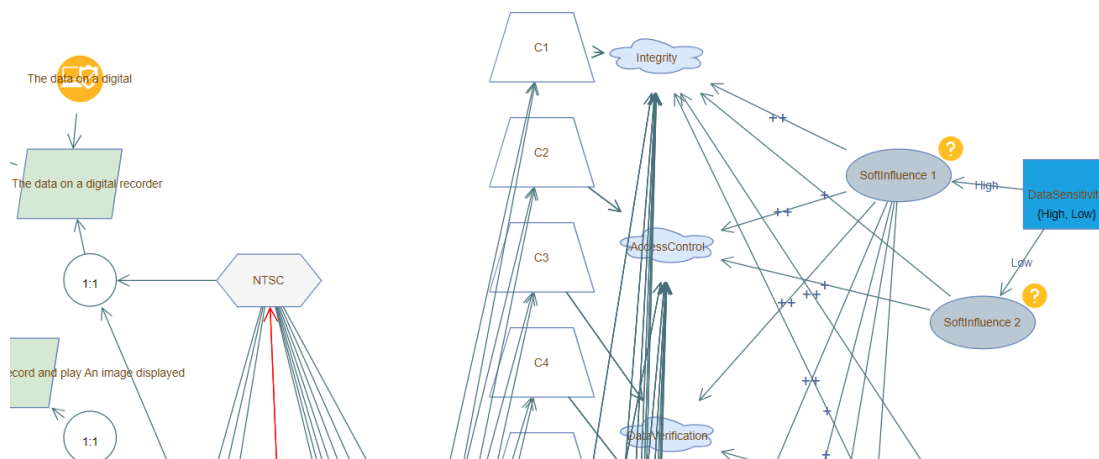 C1
Integrity
The data on a digital
++
C2
?
SoftInfluence 1
The data on a digital recorder
High
DataSensitivit
{High, Low}
+
++
AccessControl
C3
Low
1:1
NTSC
+
++
++
?
SoftInfluence 2
C4
ecord and play An image displayed
++
+
1:1
DataVerification
+